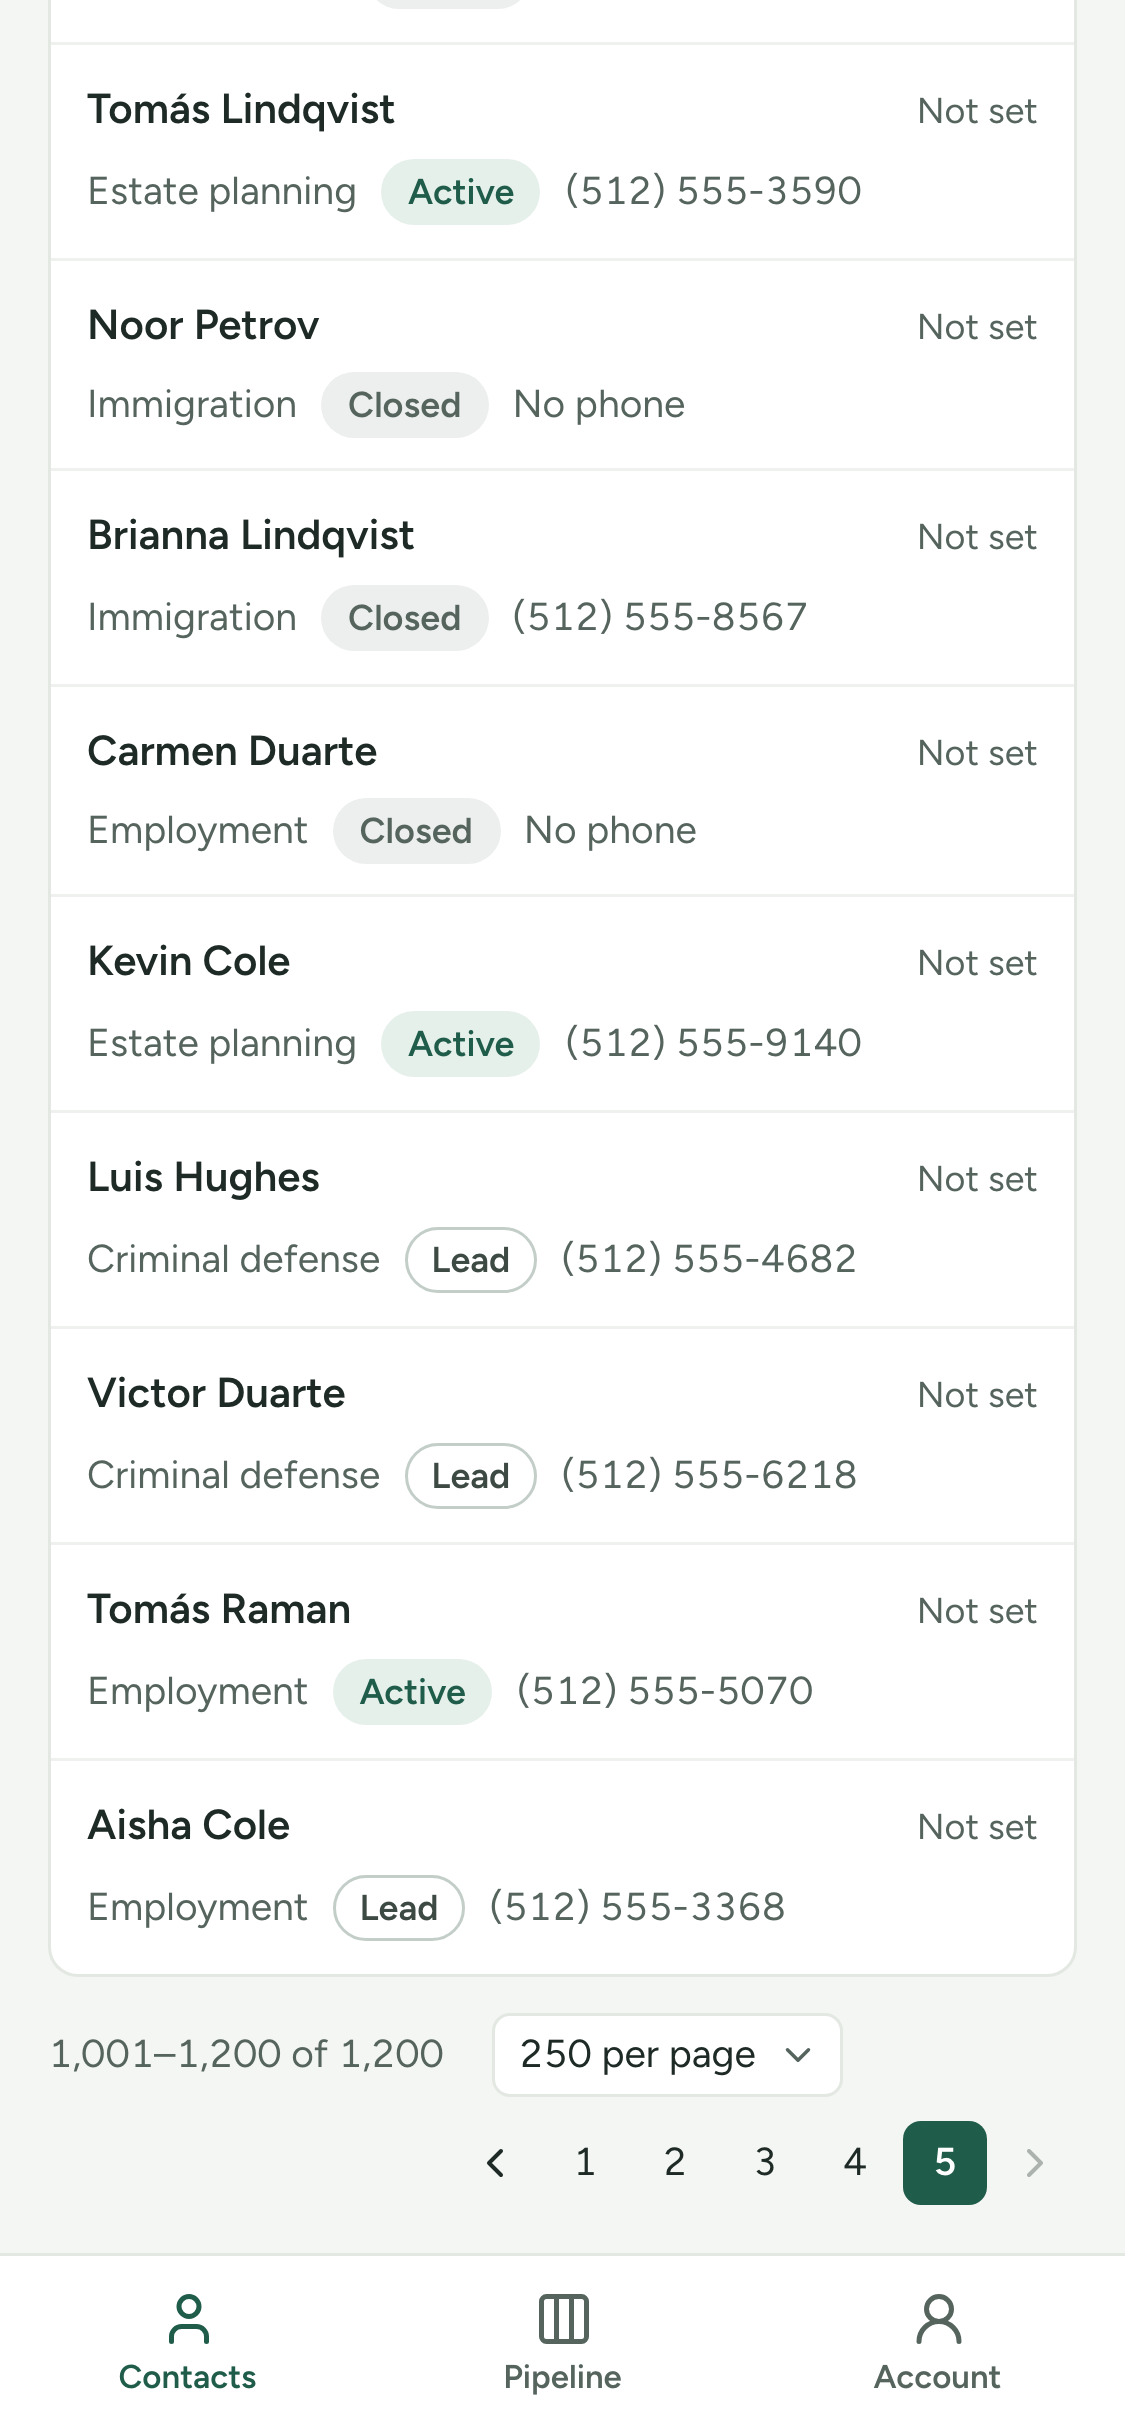 Tomás Lindqvist Not set
Estate planning Active (512) 555-3590
Noor Petrov Not set
Immigration Closed No phone
Brianna Lindqvist Not set
Immigration Closed (512) 555-8567
Carmen Duarte Not set
Employment Closed No phone
Kevin Cole Not set
Estate planning Active (512) 555-9140
Luis Hughes Not set
Criminal defense Lead (512) 555-4682
Victor Duarte Not set
Criminal defense Lead (512) 555-6218
Tomás Raman Not set
Employment Active (512) 555-5070
Aisha Cole Not set
Employment Lead (512) 555-3368
1,001–1,200 of 1,200 250 per page
1 2 3 4 5
Contacts Pipeline Account